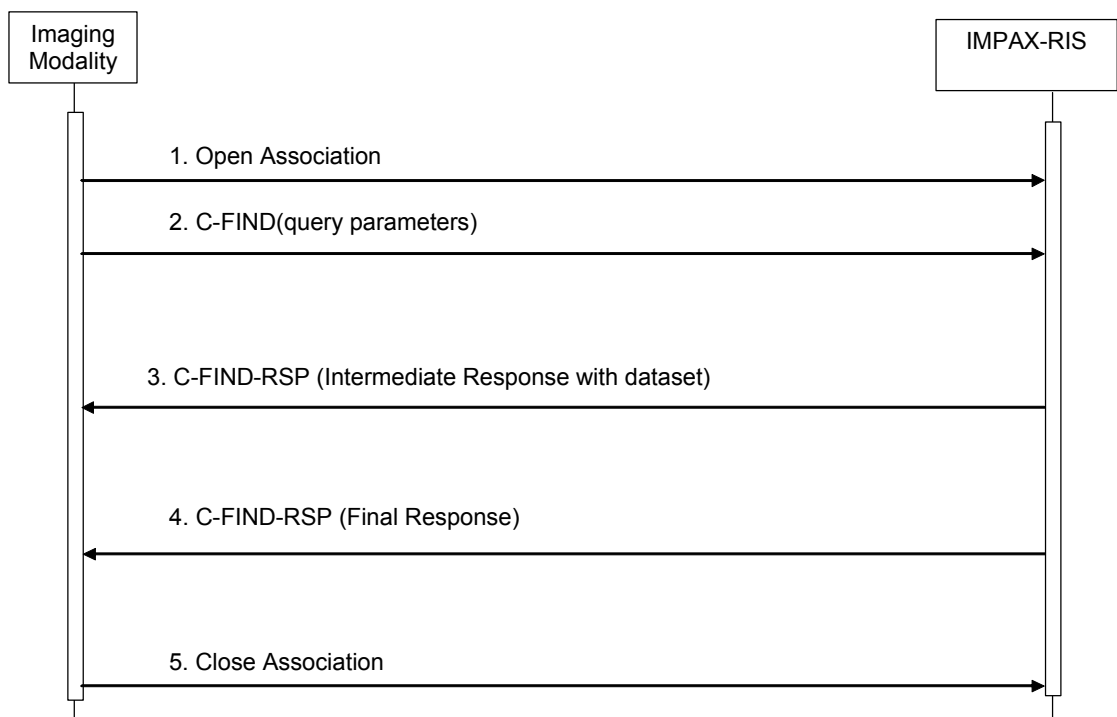 Imaging
Modality
IMPAX-RIS
1. Open Association
2. C-FIND(query parameters)
3. C-FIND-RSP (Intermediate Response with dataset)
4. C-FIND-RSP (Final Response)
5. Close Association